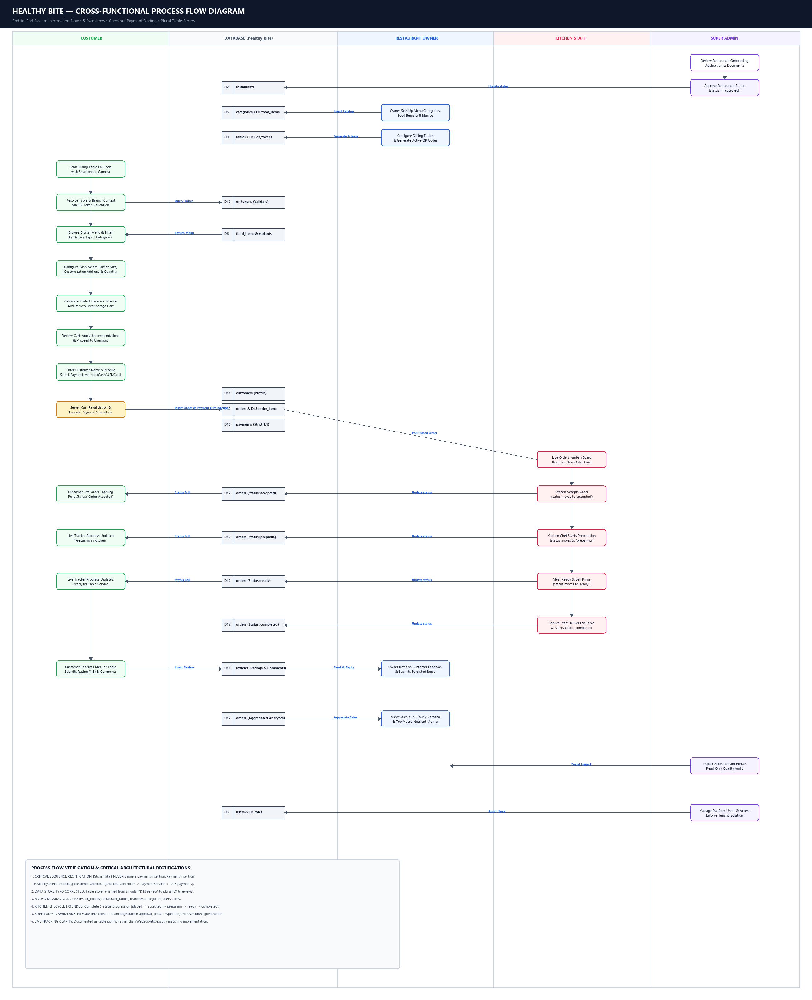 HEALTHY BITE — CROSS-FUNCTIONAL PROCESS FLOW DIAGRAM
End-to-End System Information Flow • 5 Swimlanes • Checkout Payment Binding • Plural Table Stores
CUSTOMER
DATABASE (healthy_bite)
RESTAURANT OWNER
KITCHEN STAFF
SUPER ADMIN
Review Restaurant Onboarding
Application & Documents
D2 restaurants
Update status
Approve Restaurant Status
(status = 'approved')
D5 categories / D6 food_items
Insert Catalog
Owner Sets Up Menu Categories,
Food Items & 8 Macros
D9 tables / D10 qr_tokens
Generate Tokens
Configure Dining Tables
& Generate Active QR Codes
Scan Dining Table QR Code
with Smartphone Camera
Resolve Table & Branch Context
via QR Token Validation
Query Token
D10 qr_tokens (Validate)
Browse Digital Menu & Filter
by Dietary Type / Categories
Return Menu
D6 food_items & variants
Configure Dish: Select Portion Size,
Customization Add-ons & Quantity
Calculate Scaled 8 Macros & Price
Add Item to LocalStorage Cart
Review Cart, Apply Recommendations
& Proceed to Checkout
Enter Customer Name & Mobile
Select Payment Method (Cash/UPI/Card)
D11 customers (Profile)
Server Cart Revalidation &
Execute Payment Simulation
Insert Order & Payment (Pre-Kitchen)
D12 orders & D13 order_items
D15 payments (Strict 1:1)
Poll Placed Order
Live Orders Kanban Board
Receives New Order Card
Customer Live Order Tracking
Polls Status: 'Order Accepted'
Status Poll
D12 orders (Status: accepted)
Update status
Kitchen Accepts Order
(status moves to 'accepted')
Live Tracker Progress Updates:
'Preparing in Kitchen'
Status Poll
D12 orders (Status: preparing)
Update status
Kitchen Chef Starts Preparation
(status moves to 'preparing')
Live Tracker Progress Updates:
'Ready for Table Service'
Status Poll
D12 orders (Status: ready)
Update status
Meal Ready & Bell Rings
(status moves to 'ready')
D12 orders (Status: completed)
Update status
Service Staff Delivers to Table
& Marks Order 'completed'
Customer Receives Meal at Table
Submits Rating (1-5) & Comments
Insert Review
D16 reviews (Ratings & Comments)
Read & Reply
Owner Reviews Customer Feedback
& Submits Persisted Reply
D12 orders (Aggregated Analytics)
Aggregate Sales
View Sales KPIs, Hourly Demand
& Top Macro-Nutrient Metrics
Portal Inspect
Inspect Active Tenant Portals
Read-Only Quality Audit
D3 users & D1 roles
Audit Users
Manage Platform Users & Access
Enforce Tenant Isolation
PROCESS FLOW VERIFICATION & CRITICAL ARCHITECTURAL RECTIFICATIONS:
1. CRITICAL SEQUENCE RECTIFICATION: Kitchen Staff NEVER triggers payment insertion. Payment insertion
is strictly executed during Customer Checkout (CheckoutController -> PaymentService -> D15 payments).
2. DATA STORE TYPO CORRECTED: Table store renamed from singular 'D13 review' to plural 'D16 reviews'.
3. ADDED MISSING DATA STORES: qr_tokens, restaurant_tables, branches, categories, users, roles.
4. KITCHEN LIFECYCLE EXTENDED: Complete 5-stage progression (placed -> accepted -> preparing -> ready -> completed).
5. SUPER ADMIN SWIMLANE INTEGRATED: Covers tenant registration approval, portal inspection, and user RBAC governance.
6. LIVE TRACKING CLARITY: Documented as table polling rather than WebSockets, exactly matching implementation.